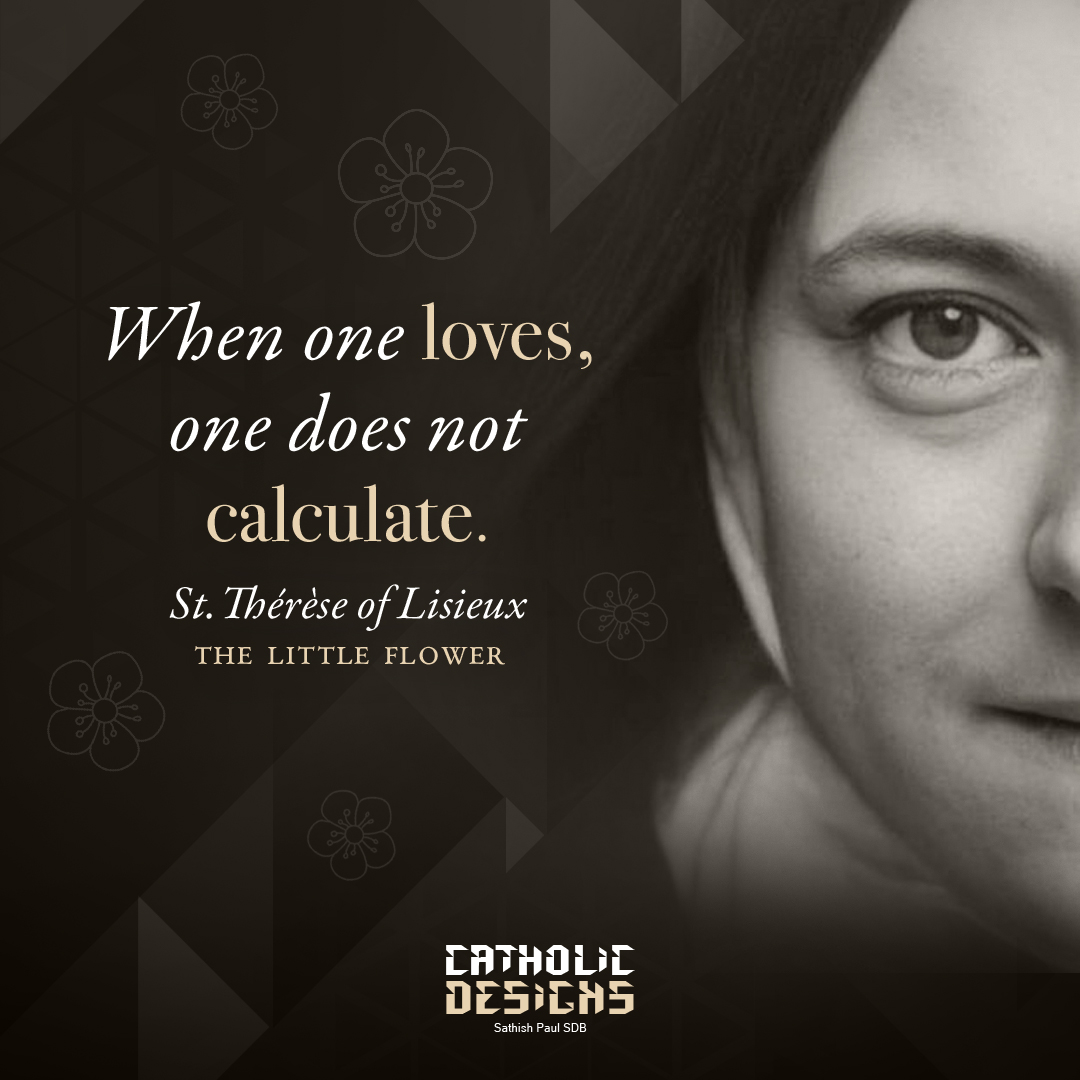 When one loves,
one does not
calculate.
St. Thérèse of Lisieux
THE LITTLE FLOWER
CATHOLIC
DESIGNS
Sathish Paul SDB